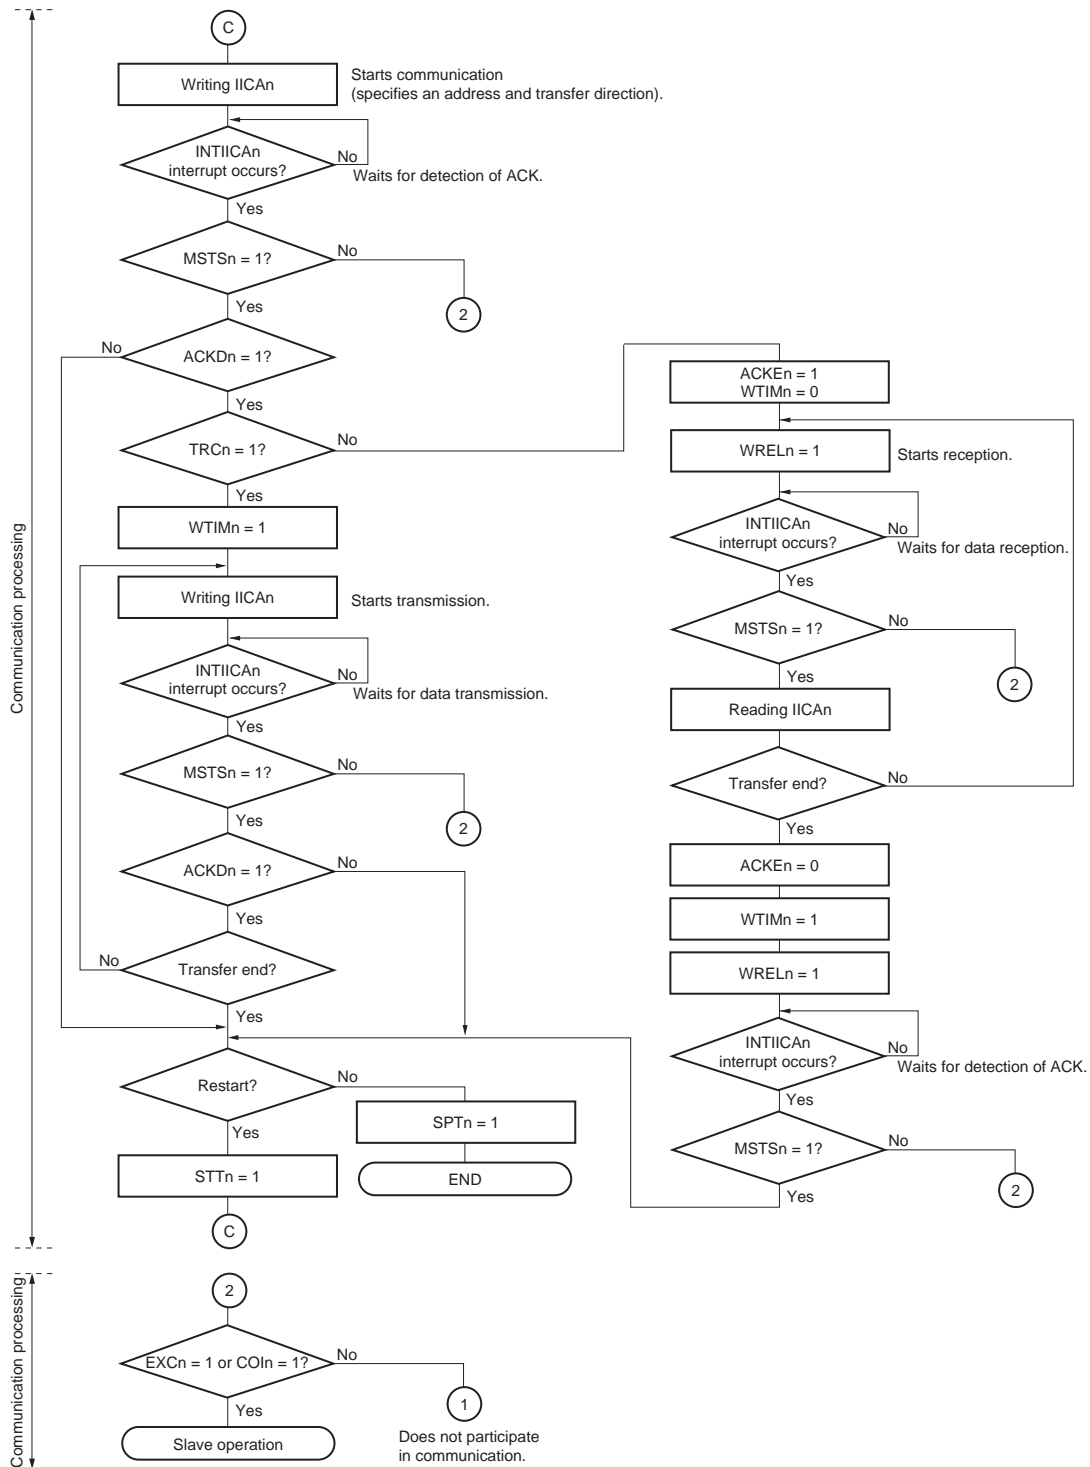 C
Writing IICAn
Starts communication
(specifies an address and transfer direction).
INTIICAn
interrupt occurs?
No
Waits for detection of ACK.
Yes
MSTSn = 1?
No
2
Yes
ACKDn = 1?
No
Yes
TRCn = 1?
No
Yes
WTIMn = 1
Writing IICAn
Starts transmission.
INTIICAn
interrupt occurs?
No
Waits for data transmission.
Yes
MSTSn = 1?
No
2
Yes
ACKDn = 1?
No
Yes
Transfer end?
No
Yes
Restart?
No
SPTn = 1
END
Yes
STTn = 1
C
ACKEn = 1
WTIMn = 0
WRELn = 1
Starts reception.
INTIICAn
interrupt occurs?
No
Waits for data reception.
Yes
MSTSn = 1?
No
2
Yes
Reading IICAn
Transfer end?
No
Yes
ACKEn = 0
WTIMn = 1
WRELn = 1
INTIICAn
interrupt occurs?
No
Waits for detection of ACK.
Yes
MSTSn = 1?
No
2
Yes
Communication processing
2
EXCn = 1 or COIn = 1?
No
1
Does not participate
in communication.
Yes
Slave operation
Communication processing